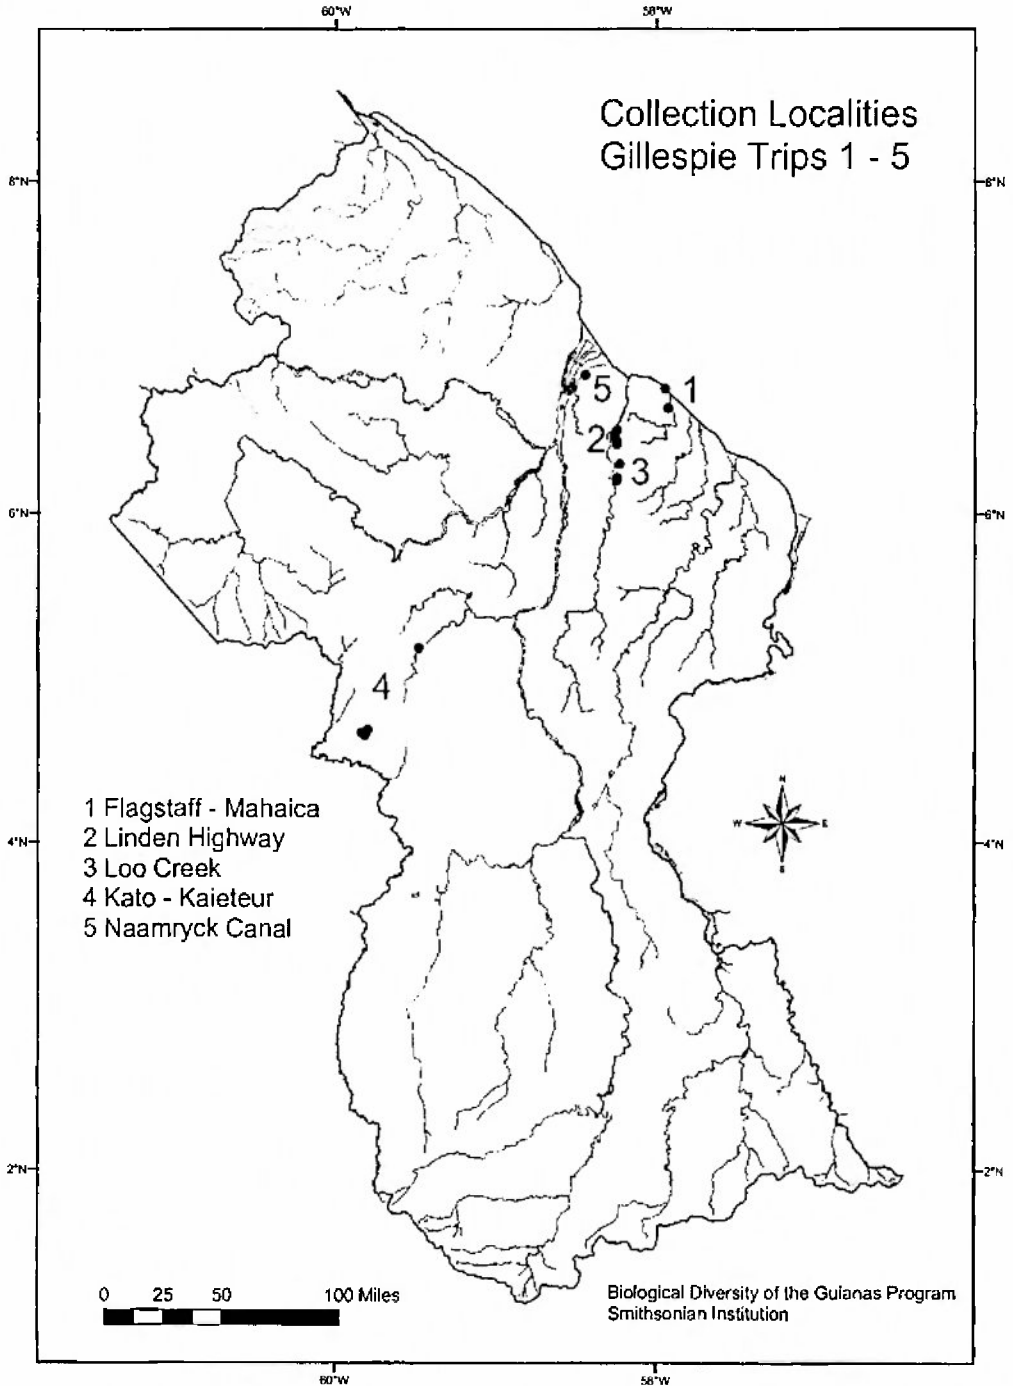 60°W 58°W
Collection Localities
Gillespie Trips 1 - 5
8°N 8°N
5 1
2
3
6°N 6°N
4
N
W E
S
1 Flagstaff - Mahaica
2 Linden Highway
4°N 4°N
3 Loo Creek
4 Kato - Kaieteur
5 Naamryck Canal
2°N 2°N
0 25 50 100 Miles
Biological Diversity of the Guianas Program
Smithsonian Institution
60°W 58°W